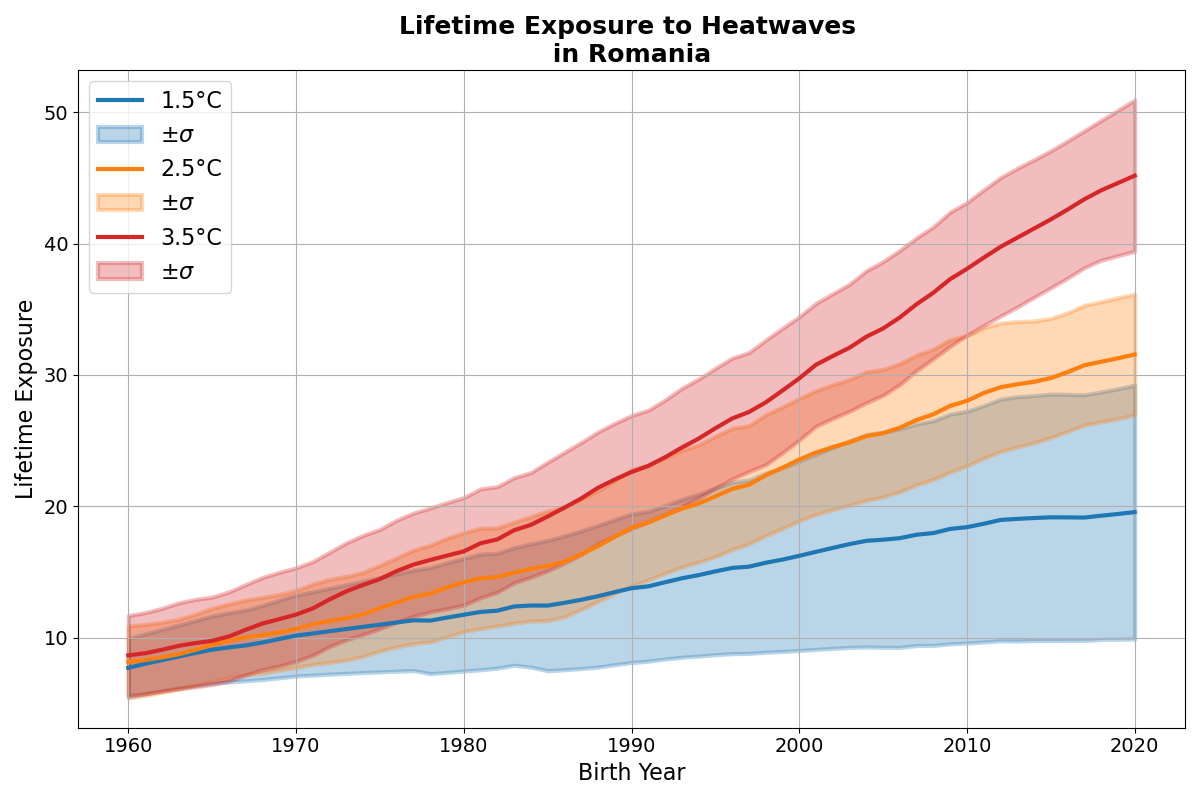 Lifetime Exposure to Heatwaves
in Romania
1.5°C
±σ
2.5°C
±σ
3.5°C
±σ
Lifetime Exposure
50
40
30
20
10
1960 1970 1980 1990 2000 2010 2020
Birth Year